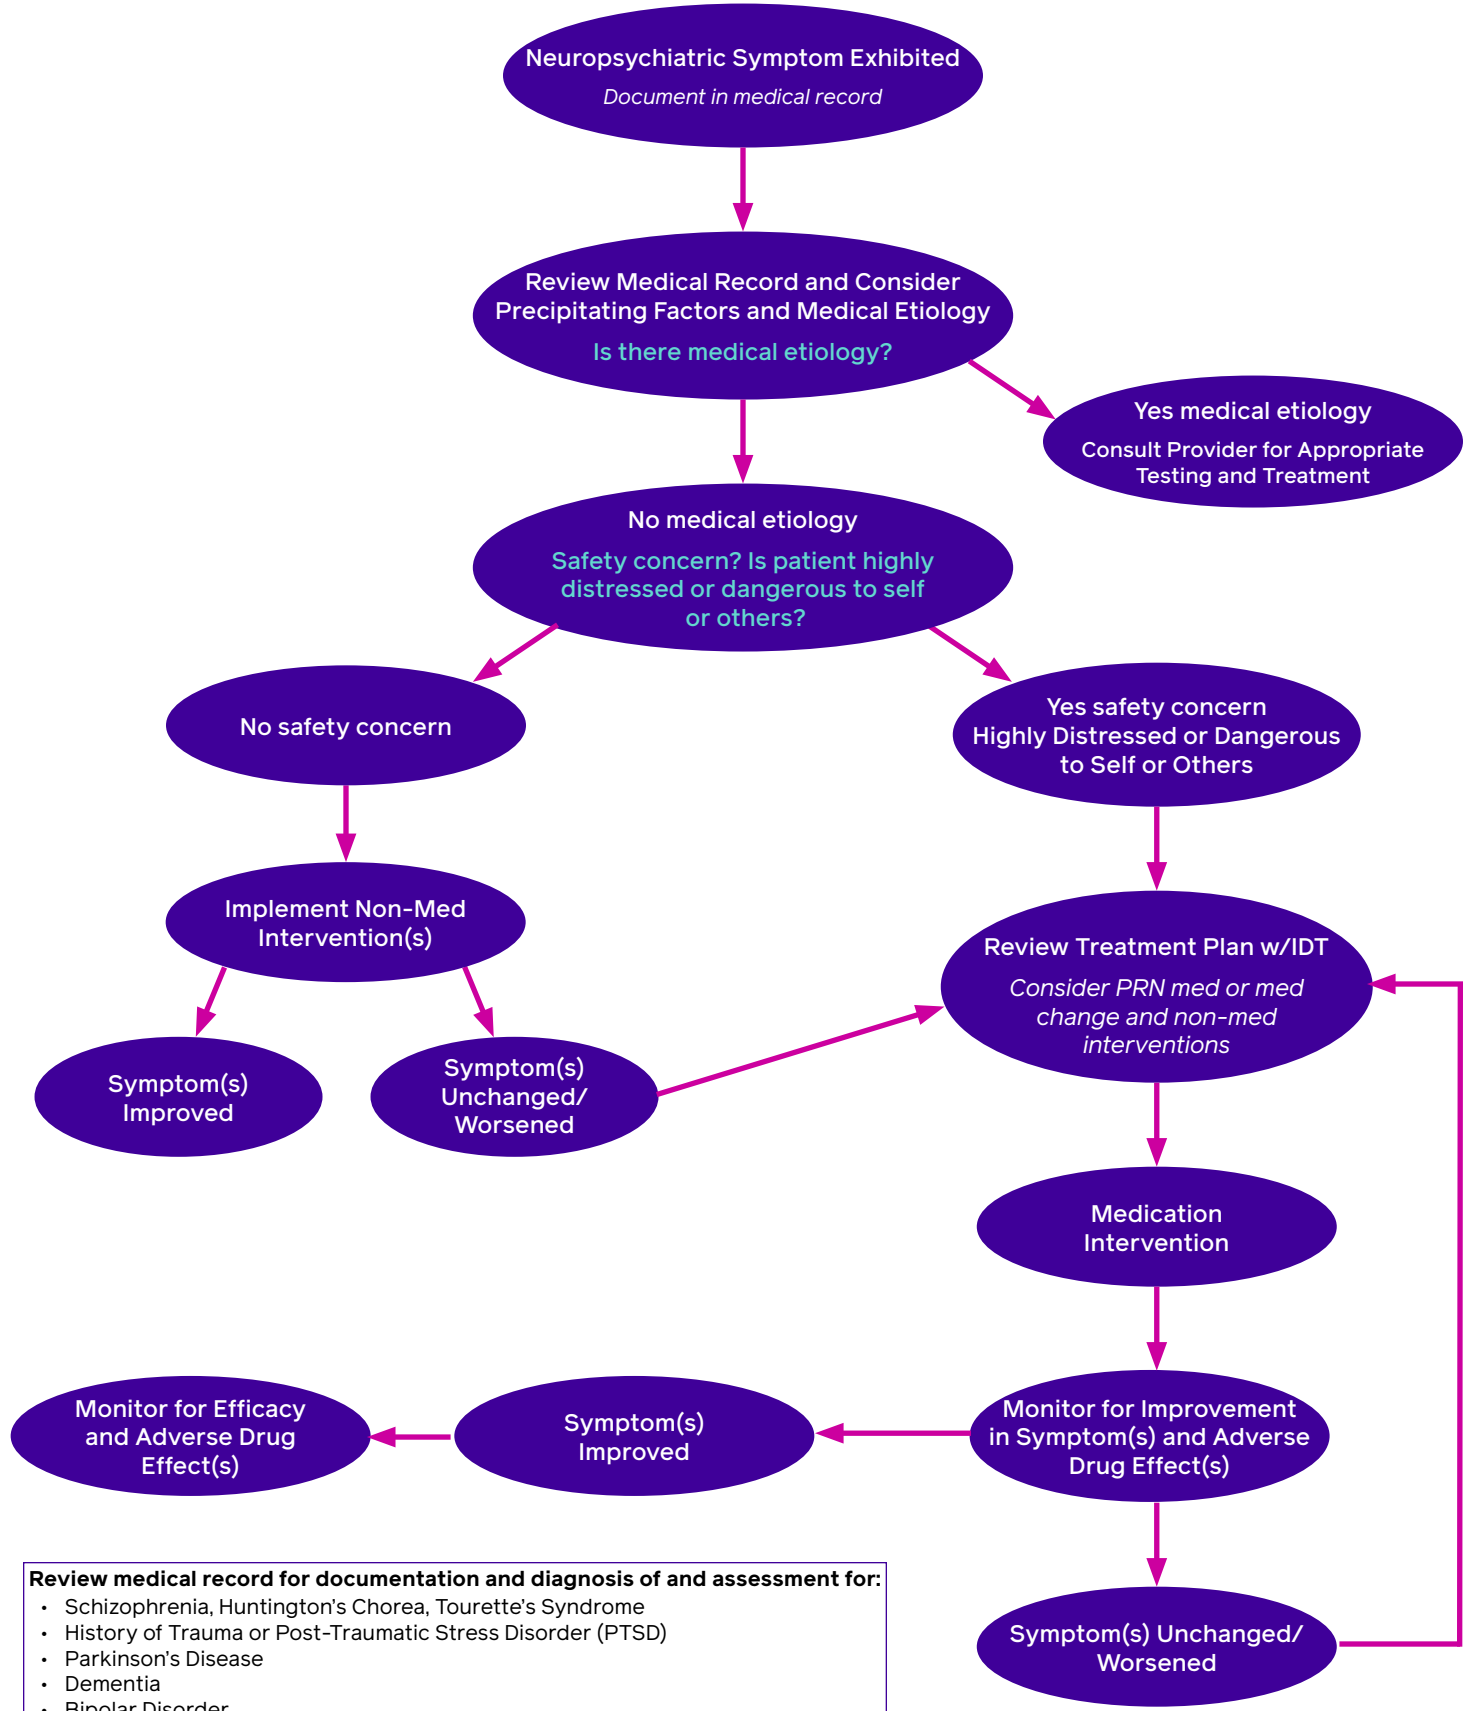 Neuropsychiatric Symptom Exhibited
Document in medical record
Review Medical Record and Consider
Precipitating Factors and Medical Etiology
Is there medical etiology?
Yes medical etiology
Consult Provider for Appropriate
Testing and Treatment
No medical etiology
Safety concern? Is patient highly
distressed or dangerous to self
or others?
No safety concern
Yes safety concern
Highly Distressed or Dangerous
to Self or Others
Implement Non-Med
Intervention(s)
Review Treatment Plan w/IDT
Consider PRN med or med
change and non-med
interventions
Symptom(s)
Improved
Symptom(s)
Unchanged/
Worsened
Medication
Intervention
Monitor for Efficacy
and Adverse Drug
Effect(s)
Symptom(s)
Improved
Monitor for Improvement
in Symptom(s) and Adverse
Drug Effect(s)
Symptom(s) Unchanged/
Worsened
Review medical record for documentation and diagnosis of and assessment for:
• Schizophrenia, Huntington's Chorea, Tourette's Syndrome
• History of Trauma or Post-Traumatic Stress Disorder (PTSD)
• Parkinson's Disease
• Dementia
• Bipolar Disorder